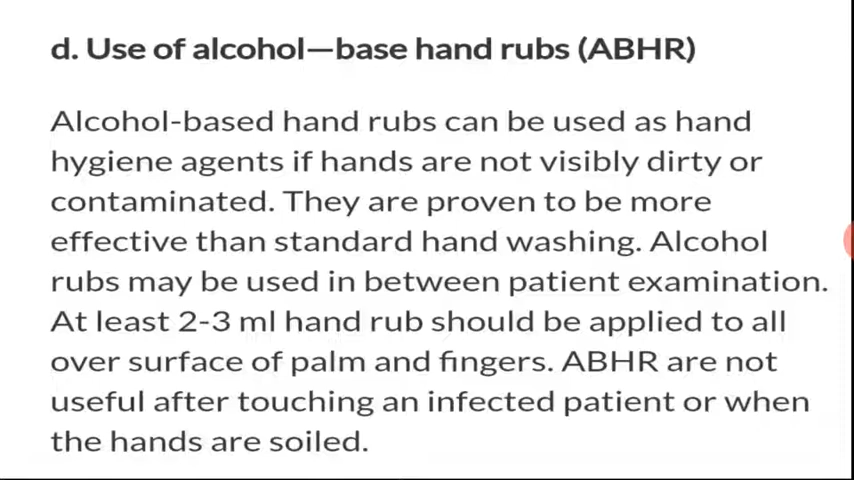 d. Use of alcohol—base hand rubs (ABHR)
Alcohol-based hand rubs can be used as hand
hygiene agents if hands are not visibly dirty or
contaminated. They are proven to be more
effective than standard hand washing. Alcohol
rubs may be used in between patient examination.
At least 2-3 ml hand rub should be applied to all
over surface of palm and fingers. ABHR are not
useful after touching an infected patient or when
the hands are soiled.